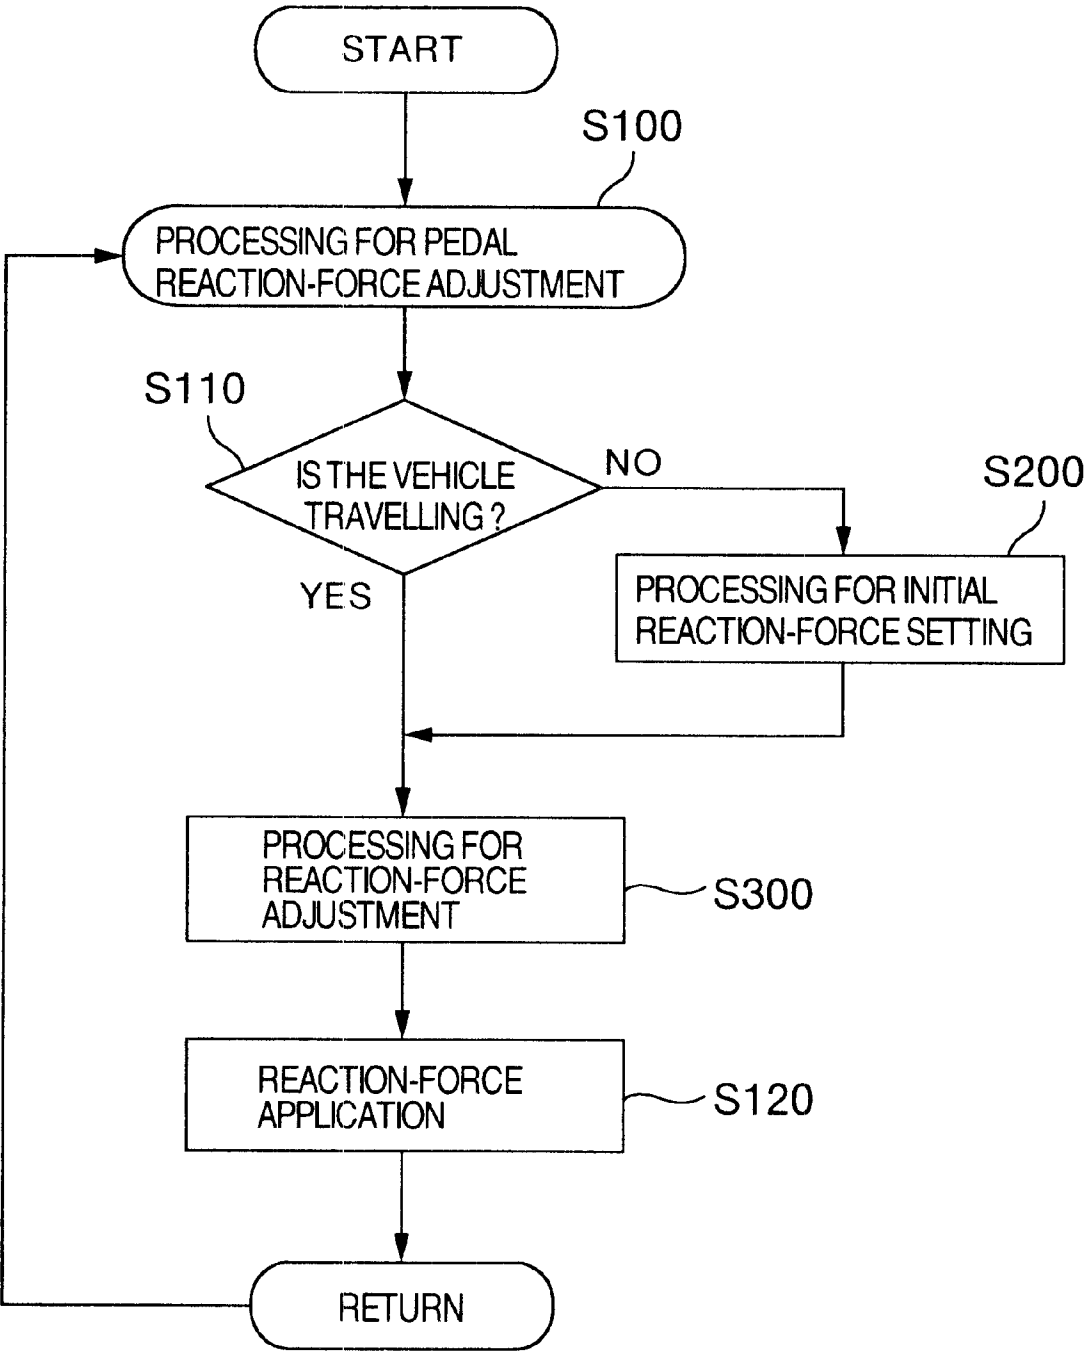 START
S100
PROCESSING FOR PEDAL
REACTION-FORCE ADJUSTMENT
S110
IS THE VEHICLE
TRAVELLING ?
NO
S200
YES
PROCESSING FOR INITIAL
REACTION-FORCE SETTING
PROCESSING FOR
REACTION-FORCE
ADJUSTMENT
S300
REACTION-FORCE
APPLICATION
S120
RETURN